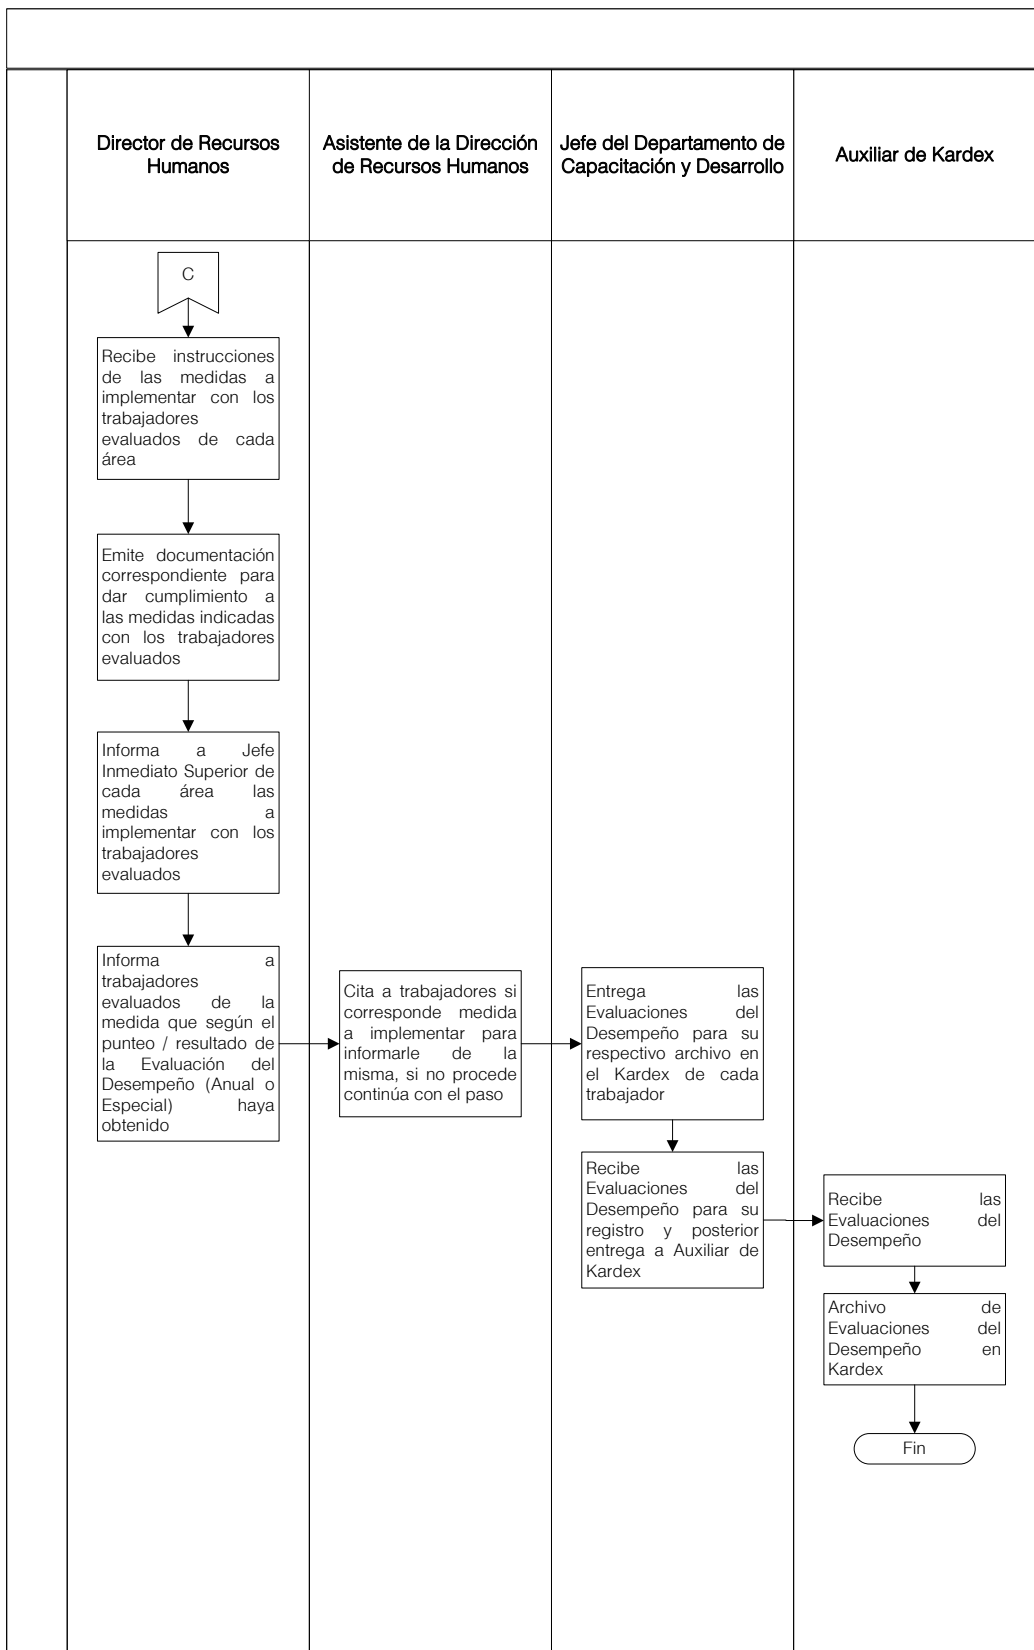 Director de Recursos
Humanos
Asistente de la Dirección
de Recursos Humanos
Jefe del Departamento de
Capacitación y Desarrollo
Auxiliar de Kardex
C
Recibe instrucciones
de las medidas a
implementar con los
trabajadores
evaluados de cada
área
Emite documentación
correspondiente para
dar cumplimiento a
las medidas indicadas
con los trabajadores
evaluados
Informa a Jefe
Inmediato Superior de
cada área las
medidas a
implementar con los
trabajadores
evaluados
Informa a
trabajadores
evaluados de la
medida que según el
punteo / resultado de
la Evaluación del
Desempeño (Anual o
Especial) haya
obtenido
Cita a trabajadores si
corresponde medida
a implementar para
informarle de la
misma, si no procede
continúa con el paso
Entrega las
Evaluaciones del
Desempeño para su
respectivo archivo en
el Kardex de cada
trabajador
Recibe las
Evaluaciones del
Desempeño para su
registro y posterior
entrega a Auxiliar de
Kardex
Recibe las
Evaluaciones del
Desempeño
Archivo de
Evaluaciones del
Desempeño en
Kardex
Fin